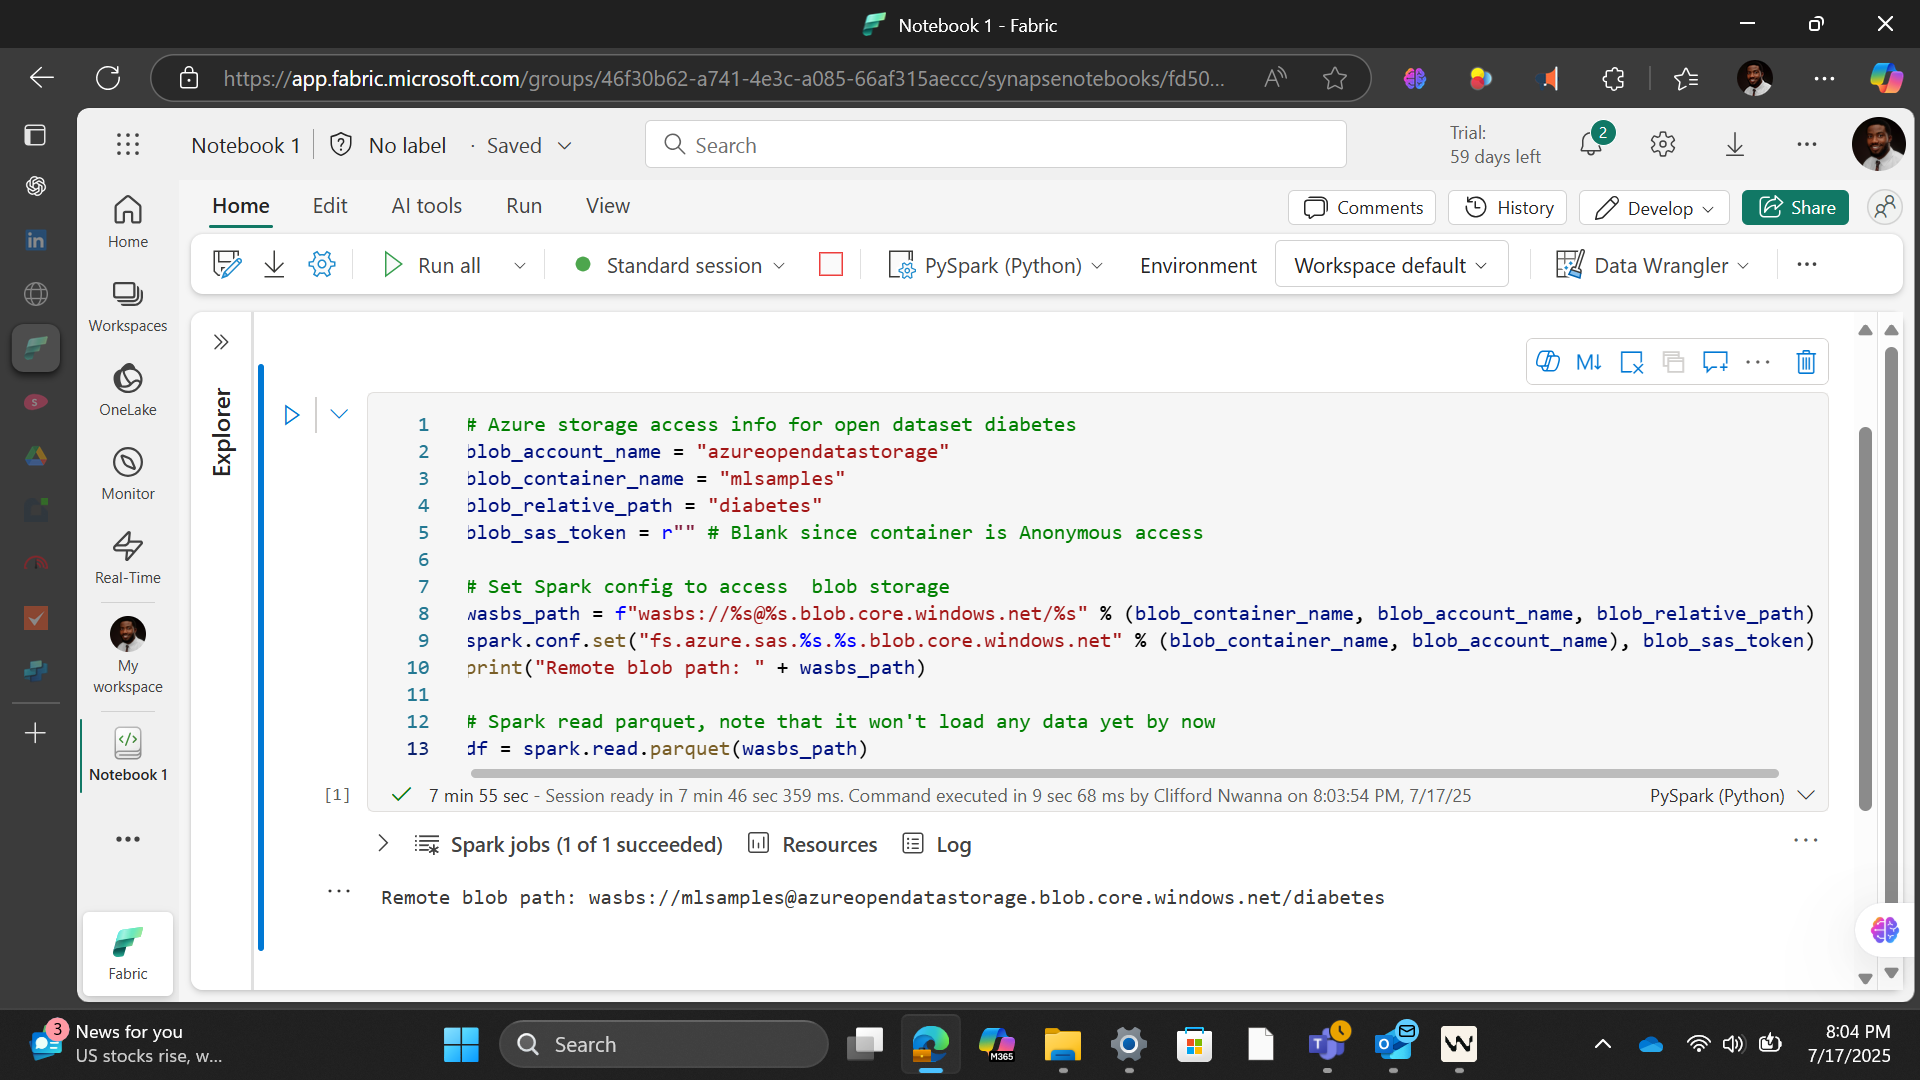 Notebook 1 - Fabric
https://app.fabric.microsoft.com/groups/46f30b62-a741-4e3c-a085-66af315aeccc/synapsenotebooks/fd50...
Notebook 1
No label
· Saved
Search
Trial:
59 days left
2
Home
Edit
AI tools
Run
View
Comments
History
Develop
Share
Run all
Standard session
PySpark (Python)
Environment
Workspace default
Data Wrangler
...
Home
Workspaces
OneLake
Monitor
Real-Time
My
workspace
Notebook 1
Fabric
Explorer
M↓
1 # Azure storage access info for open dataset diabetes
2 blob_account_name = "azureopendatastorage"
3 blob_container_name = "mlsamples"
4 blob_relative_path = "diabetes"
5 blob_sas_token = r"" # Blank since container is Anonymous access
6
7 # Set Spark config to access  blob storage
8 wasbs_path = f"wasbs://%s@%s.blob.core.windows.net/%s" % (blob_container_name, blob_account_name, blob_relative_path)
9 spark.conf.set("fs.azure.sas.%s.%s.blob.core.windows.net" % (blob_container_name, blob_account_name), blob_sas_token)
10 print("Remote blob path: " + wasbs_path)
11
12 # Spark read parquet, note that it won't load any data yet by now
13 df = spark.read.parquet(wasbs_path)
[1]
7 min 55 sec - Session ready in 7 min 46 sec 359 ms. Command executed in 9 sec 68 ms by Clifford Nwanna on 8:03:54 PM, 7/17/25
PySpark (Python)
Spark jobs (1 of 1 succeeded)
Resources
Log
Remote blob path: wasbs://mlsamples@azureopendatastorage.blob.core.windows.net/diabetes
3
News for you
US stocks rise, w...
Search
M365
8:04 PM
7/17/2025